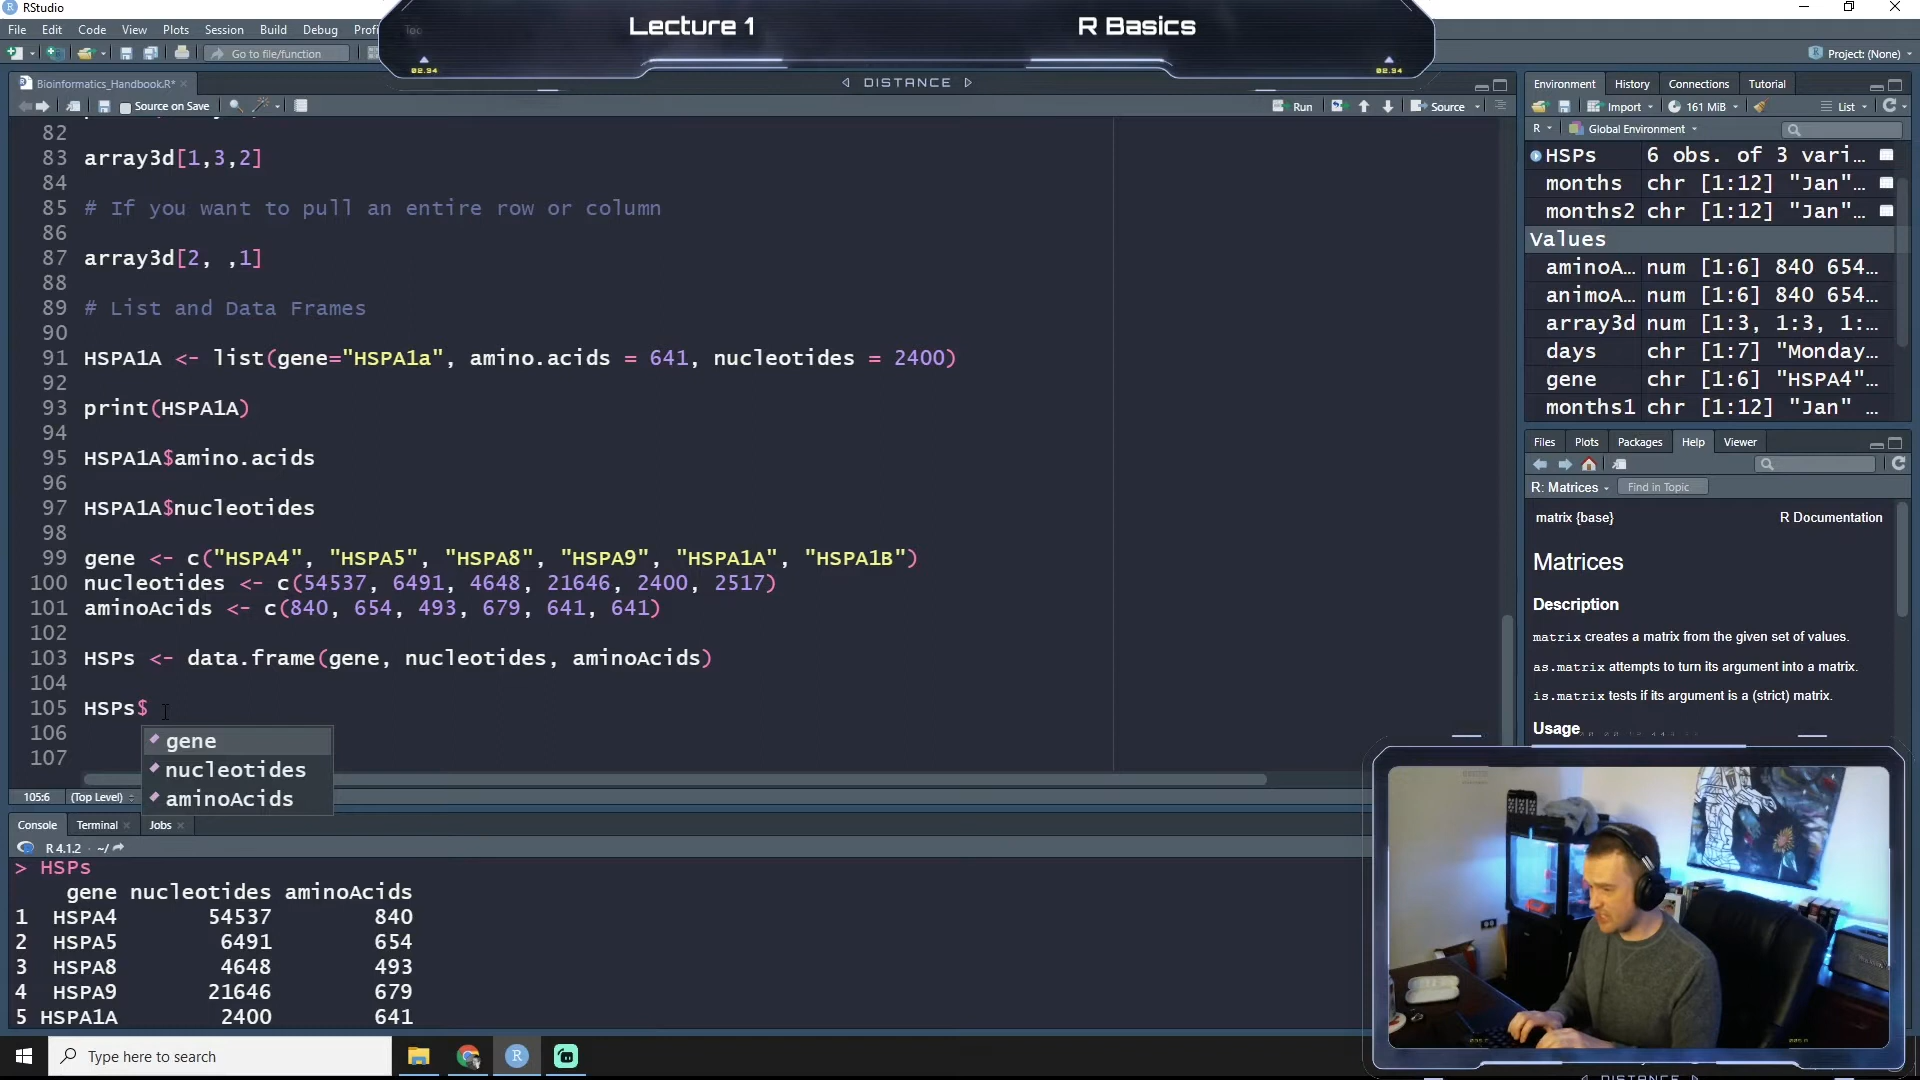 RStudio
File Edit Code View Plots Session Build Debug Profi
Lecture 1 R Basics
02.94 02.94
DISTANCE
Go to file/function
Project: (None)
Bioinformatics_Handbook.R*
Source on Save Run Source
82
83 array3d[1,3,2]
84
85 # If you want to pull an entire row or column
86
87 array3d[2, ,1]
88
89 # List and Data Frames
90
91 HSPA1A <- list(gene="HSPA1a", amino.acids = 641, nucleotides = 2400)
92
93 print(HSPA1A)
94
95 HSPA1A$amino.acids
96
97 HSPA1A$nucleotides
98
99 gene <- c("HSPA4", "HSPA5", "HSPA8", "HSPA9", "HSPA1A", "HSPA1B")
100 nucleotides <- c(54537, 6491, 4648, 21646, 2400, 2517)
101 aminoAcids <- c(840, 654, 493, 679, 641, 641)
102
103 HSPs <- data.frame(gene, nucleotides, aminoAcids)
104
105 HSPs$
106
107
gene
nucleotides
aminoAcids
105:6 (Top Level)
Console Terminal Jobs
R 4.1.2 · ~/
> HSPs
gene nucleotides aminoAcids
1 HSPA4 54537 840
2 HSPA5 6491 654
3 HSPA8 4648 493
4 HSPA9 21646 679
5 HSPA1A 2400 641
Environment History Connections Tutorial
Import 161 MiB List
R Global Environment
HSPs 6 obs. of 3 vari…
months chr [1:12] "Jan"…
months2 chr [1:12] "Jan"…
Values
aminoA… num [1:6] 840 654…
animoA… num [1:6] 840 654…
array3d num [1:3, 1:3, 1:…
days chr [1:7] "Monday…
gene chr [1:6] "HSPA4"…
months1 chr [1:12] "Jan" …
Files Plots Packages Help Viewer
R: Matrices Find in Topic
matrix {base} R Documentation
Matrices
Description
matrix creates a matrix from the given set of values.
as.matrix attempts to turn its argument into a matrix.
is.matrix tests if its argument is a (strict) matrix.
Usage
Type here to search
DISTANCE